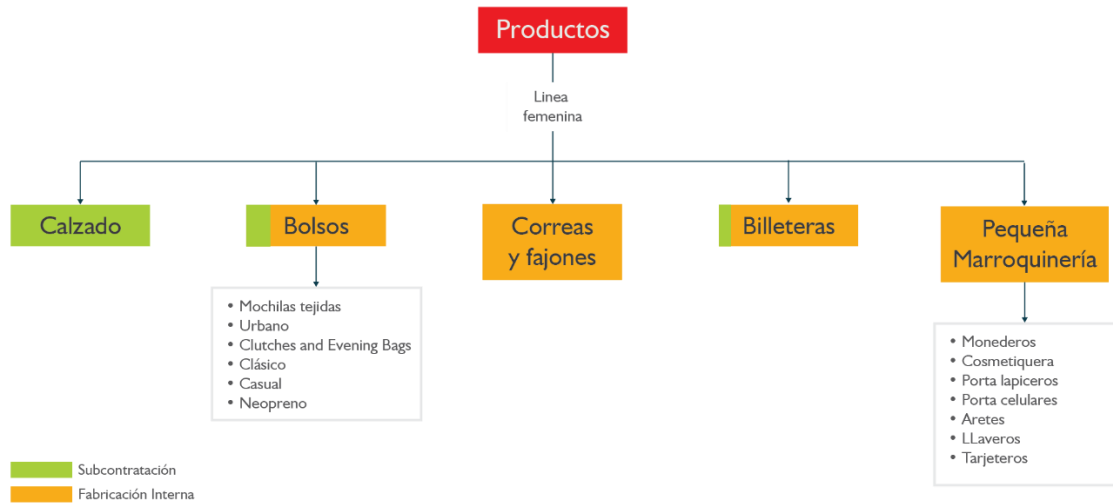 Productos
Linea
femenina
Calzado
Bolsos
Correas
y fajones
Billeteras
Pequeña
Marroquinería
• Mochilas tejidas
• Urbano
• Clutches and Evening Bags
• Clásico
• Casual
• Neopreno
• Monederos
• Cosmetiquera
• Porta lapiceros
• Porta celulares
• Aretes
• LLaveros
• Tarjeteros
Subcontratación
Fabricación Interna